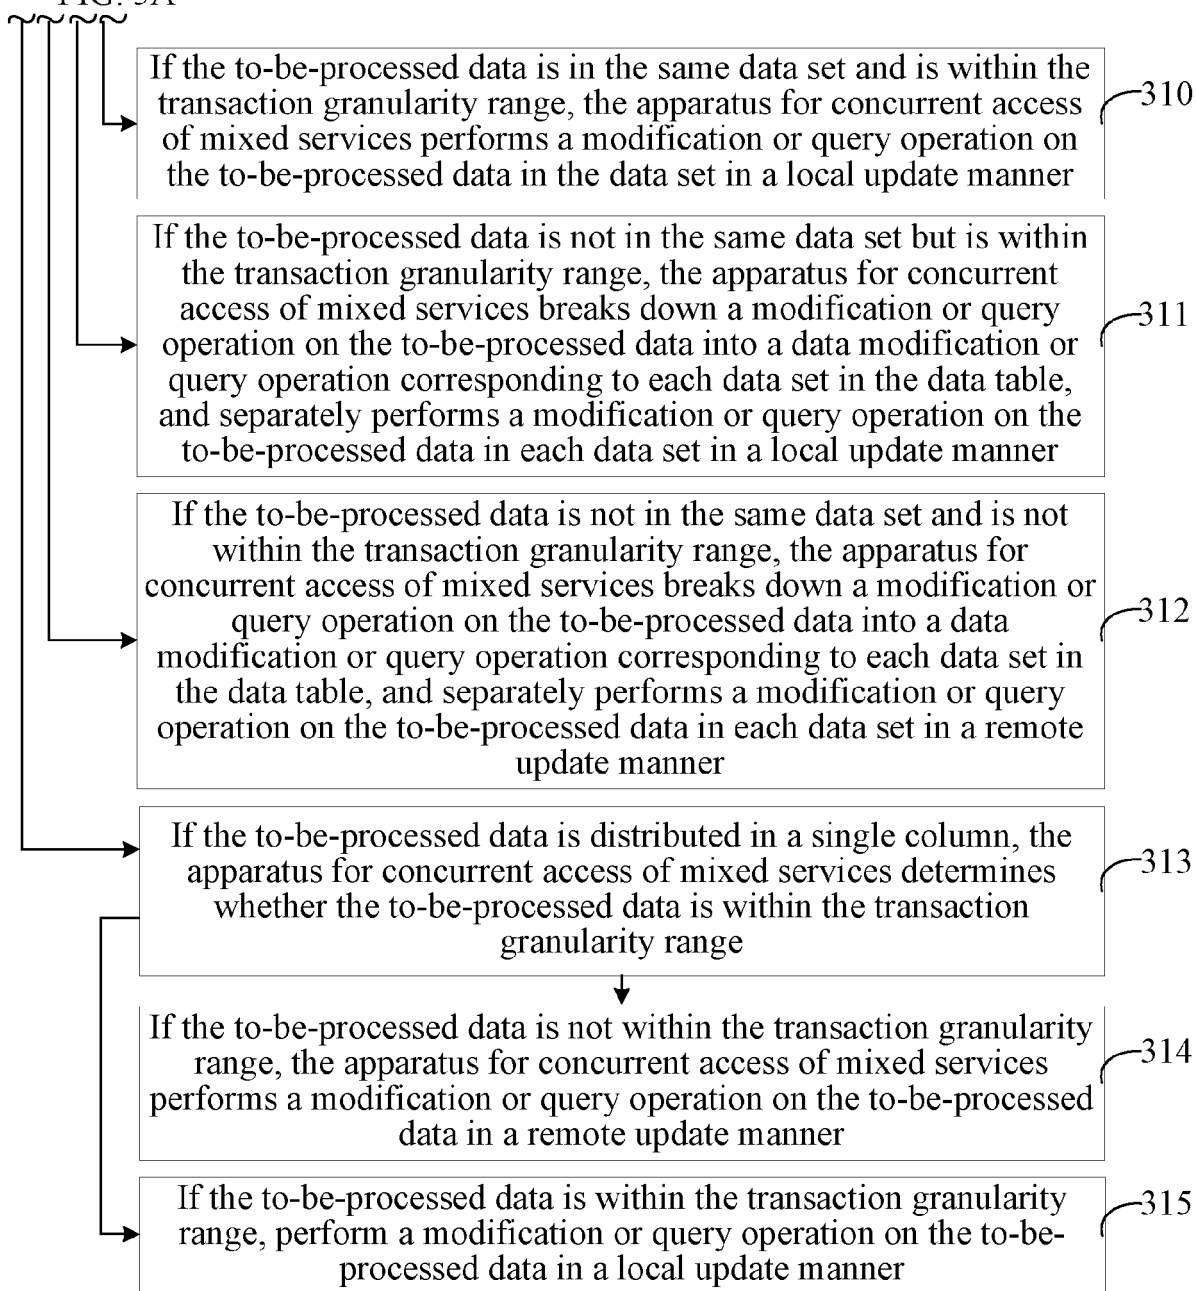 FIG. 3A
If the to-be-processed data is in the same data set and is within the
transaction granularity range, the apparatus for concurrent access
of mixed services performs a modification or query operation on
the to-be-processed data in the data set in a local update manner
310
If the to-be-processed data is not in the same data set but is within
the transaction granularity range, the apparatus for concurrent
access of mixed services breaks down a modification or query
operation on the to-be-processed data into a data modification or
query operation corresponding to each data set in the data table,
and separately performs a modification or query operation on the
to-be-processed data in each data set in a local update manner
311
If the to-be-processed data is not in the same data set and is not
within the transaction granularity range, the apparatus for
concurrent access of mixed services breaks down a modification or
query operation on the to-be-processed data into a data
modification or query operation corresponding to each data set in
the data table, and separately performs a modification or query
operation on the to-be-processed data in each data set in a remote
update manner
312
If the to-be-processed data is distributed in a single column, the
apparatus for concurrent access of mixed services determines
whether the to-be-processed data is within the transaction
granularity range
313
If the to-be-processed data is not within the transaction granularity
range, the apparatus for concurrent access of mixed services
performs a modification or query operation on the to-be-processed
data in a remote update manner
314
If the to-be-processed data is within the transaction granularity
range, perform a modification or query operation on the to-be-
processed data in a local update manner
315